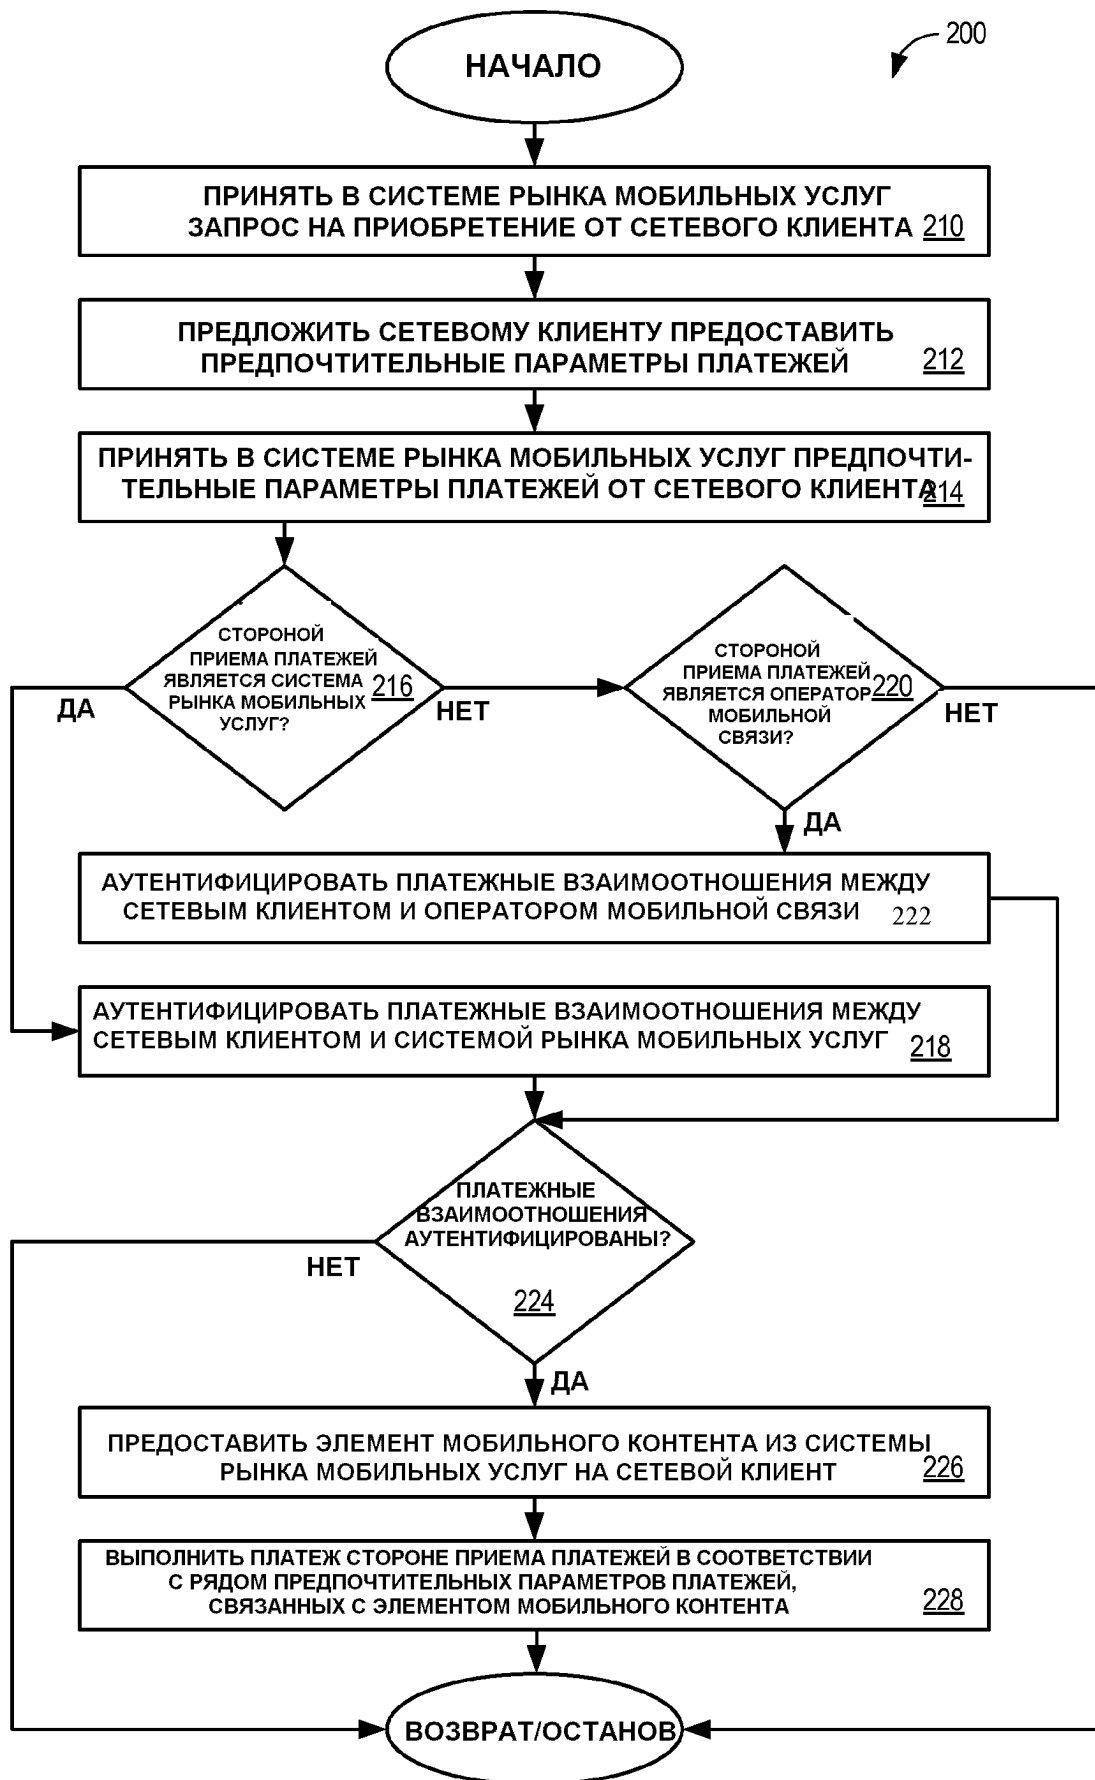 200
НАЧАЛО
ПРИНЯТЬ В СИСТЕМЕ РЫНКА МОБИЛЬНЫХ УСЛУГ
ЗАПРОС НА ПРИОБРЕТЕНИЕ ОТ СЕТЕВОГО КЛИЕНТА 210
ПРЕДЛОЖИТЬ СЕТЕВОМУ КЛИЕНТУ ПРЕДОСТАВИТЬ
ПРЕДПОЧТИТЕЛЬНЫЕ ПАРАМЕТРЫ ПЛАТЕЖЕЙ 212
ПРИНЯТЬ В СИСТЕМЕ РЫНКА МОБИЛЬНЫХ УСЛУГ ПРЕДПОЧТИ-
ТЕЛЬНЫЕ ПАРАМЕТРЫ ПЛАТЕЖЕЙ ОТ СЕТЕВОГО КЛИЕНТА 214
СТОРОНОЙ
ПРИЕМА ПЛАТЕЖЕЙ
ЯВЛЯЕТСЯ СИСТЕМА
РЫНКА МОБИЛЬНЫХ
УСЛУГ?
216
ДА
НЕТ
СТОРОНОЙ
ПРИЕМА ПЛАТЕЖЕЙ
ЯВЛЯЕТСЯ ОПЕРАТОР
МОБИЛЬНОЙ
СВЯЗИ?
220
НЕТ
ДА
АУТЕНТИФИЦИРОВАТЬ ПЛАТЕЖНЫЕ ВЗАИМООТНОШЕНИЯ МЕЖДУ
СЕТЕВЫМ КЛИЕНТОМ И ОПЕРАТОРОМ МОБИЛЬНОЙ СВЯЗИ 222
АУТЕНТИФИЦИРОВАТЬ ПЛАТЕЖНЫЕ ВЗАИМООТНОШЕНИЯ МЕЖДУ
СЕТЕВЫМ КЛИЕНТОМ И СИСТЕМОЙ РЫНКА МОБИЛЬНЫХ УСЛУГ 218
ПЛАТЕЖНЫЕ
ВЗАИМООТНОШЕНИЯ
АУТЕНТИФИЦИРОВАНЫ?
224
НЕТ
ДА
ПРЕДОСТАВИТЬ ЭЛЕМЕНТ МОБИЛЬНОГО КОНТЕНТА ИЗ СИСТЕМЫ
РЫНКА МОБИЛЬНЫХ УСЛУГ НА СЕТЕВОЙ КЛИЕНТ 226
ВЫПОЛНИТЬ ПЛАТЕЖ СТОРОНЕ ПРИЕМА ПЛАТЕЖЕЙ В СООТВЕТСТВИИ
С РЯДОМ ПРЕДПОЧТИТЕЛЬНЫХ ПАРАМЕТРОВ ПЛАТЕЖЕЙ,
СВЯЗАННЫХ С ЭЛЕМЕНТОМ МОБИЛЬНОГО КОНТЕНТА 228
ВОЗВРАТ/ОСТАНОВ